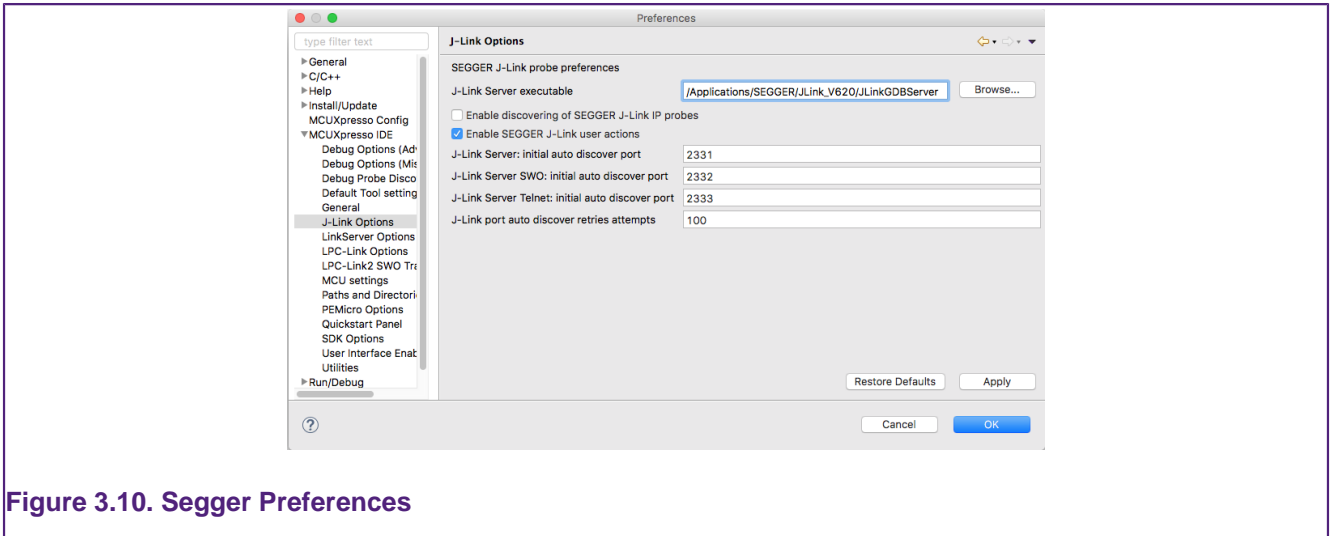 Preferences
type filter text
J-Link Options
General
C/C++
Help
Install/Update
MCUXpresso Config
MCUXpresso IDE
Debug Options (Adv
Debug Options (Mis
Debug Probe Disco
Default Tool setting
General
J-Link Options
LinkServer Options
LPC-Link Options
LPC-Link2 SWO Tra
MCU settings
Paths and Directori
PEMicro Options
Quickstart Panel
SDK Options
User Interface Enab
Utilities
Run/Debug
SEGGER J-Link probe preferences
J-Link Server executable /Applications/SEGGER/JLink_V620/JLinkGDBServer Browse...
Enable discovering of SEGGER J-Link IP probes
Enable SEGGER J-Link user actions
J-Link Server: initial auto discover port 2331
J-Link Server SWO: initial auto discover port 2332
J-Link Server Telnet: initial auto discover port 2333
J-Link port auto discover retries attempts 100
Restore Defaults Apply
? Cancel OK
Figure 3.10. Segger Preferences